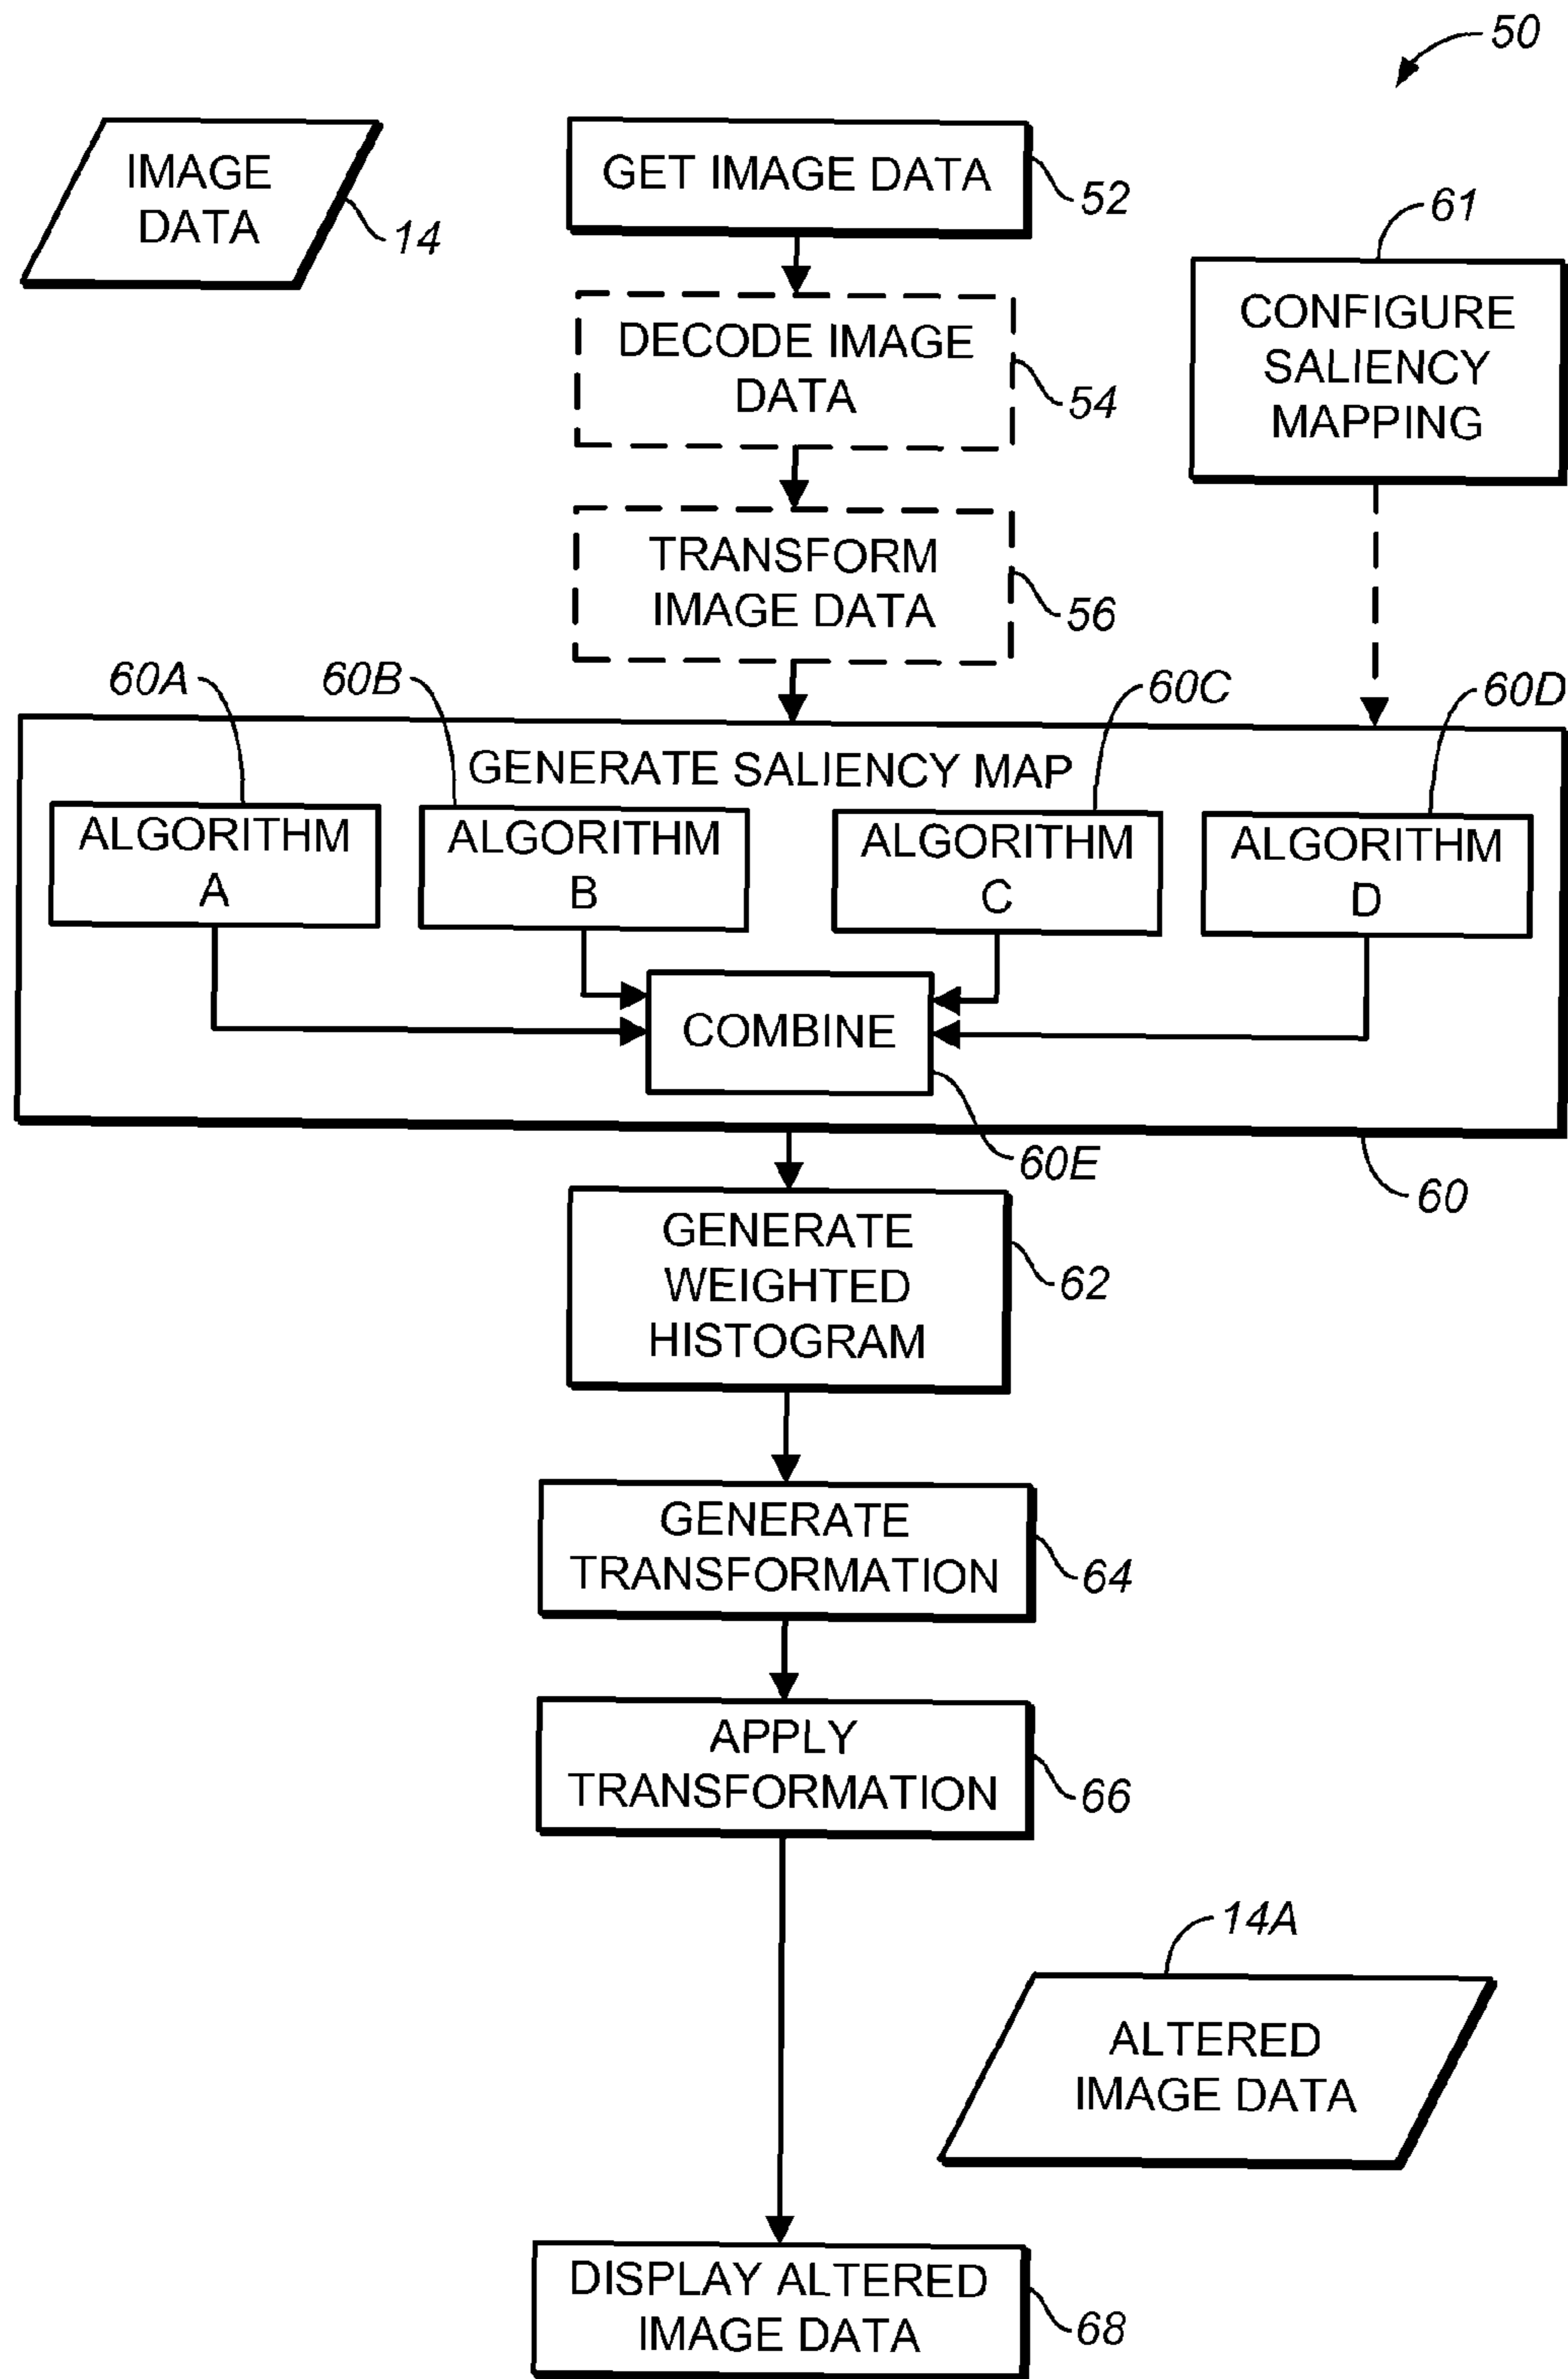 50
IMAGE
DATA
14
GET IMAGE DATA
52
61
DECODE IMAGE
DATA
54
CONFIGURE
SALIENCY
MAPPING
TRANSFORM
IMAGE DATA
56
60A
60B
60C
60D
GENERATE SALIENCY MAP
ALGORITHM
A
ALGORITHM
B
ALGORITHM
C
ALGORITHM
D
COMBINE
60E
60
GENERATE
WEIGHTED
HISTOGRAM
62
GENERATE
TRANSFORMATION
64
APPLY
TRANSFORMATION
66
14A
ALTERED
IMAGE DATA
DISPLAY ALTERED
IMAGE DATA
68